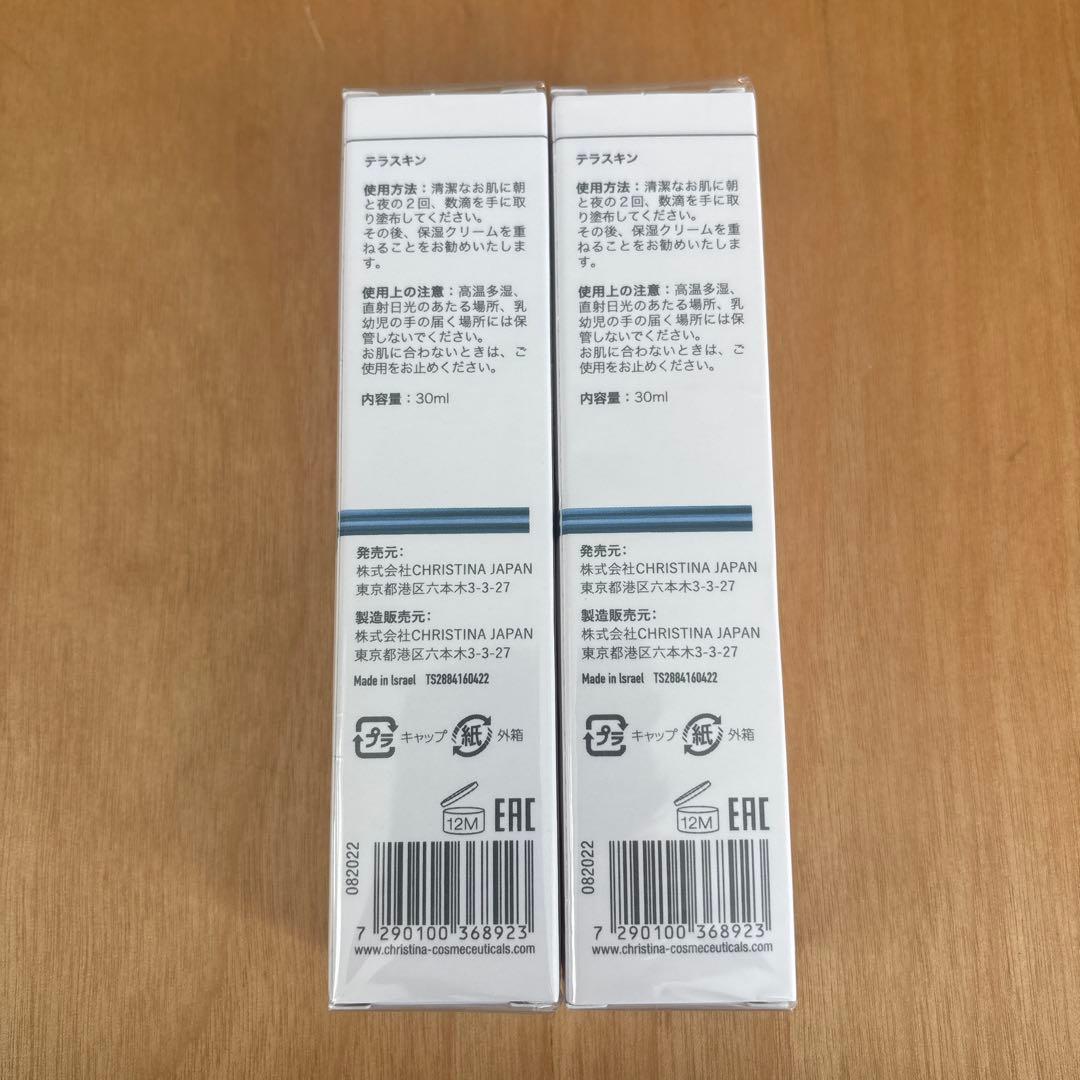 テラスキン
使用方法：清潔なお肌に朝
と夜の２回、数滴を手に取
り塗布してください。
その後、保湿クリームを重
ねることをお勧めいたしま
す。
使用上の注意：高温多湿、
直射日光のあたる場所、乳
幼児の手の届く場所には保
管しないでください。
お肌に合わないときは、ご
使用をお止めください。
内容量：30ml
発売元：
株式会社CHRISTINA JAPAN
東京都港区六本木3-3-27
製造販売元：
株式会社CHRISTINA JAPAN
東京都港区六本木3-3-27
Made in Israel TS2884160422
プラ キャップ 紙 外箱
12M EAC
082022
7 290100 368923
www.christina-cosmeceuticals.com
テラスキン
使用方法：清潔なお肌に朝
と夜の２回、数滴を手に取
り塗布してください。
その後、保湿クリームを重
ねることをお勧めいたしま
す。
使用上の注意：高温多湿、
直射日光のあたる場所、乳
幼児の手の届く場所には保
管しないでください。
お肌に合わないときは、ご
使用をお止めください。
内容量：30ml
発売元：
株式会社CHRISTINA JAPAN
東京都港区六本木3-3-27
製造販売元：
株式会社CHRISTINA JAPAN
東京都港区六本木3-3-27
Made in Israel TS2884160422
プラ キャップ 紙 外箱
12M EAC
082022
7 290100 368923
www.christina-cosmeceuticals.com